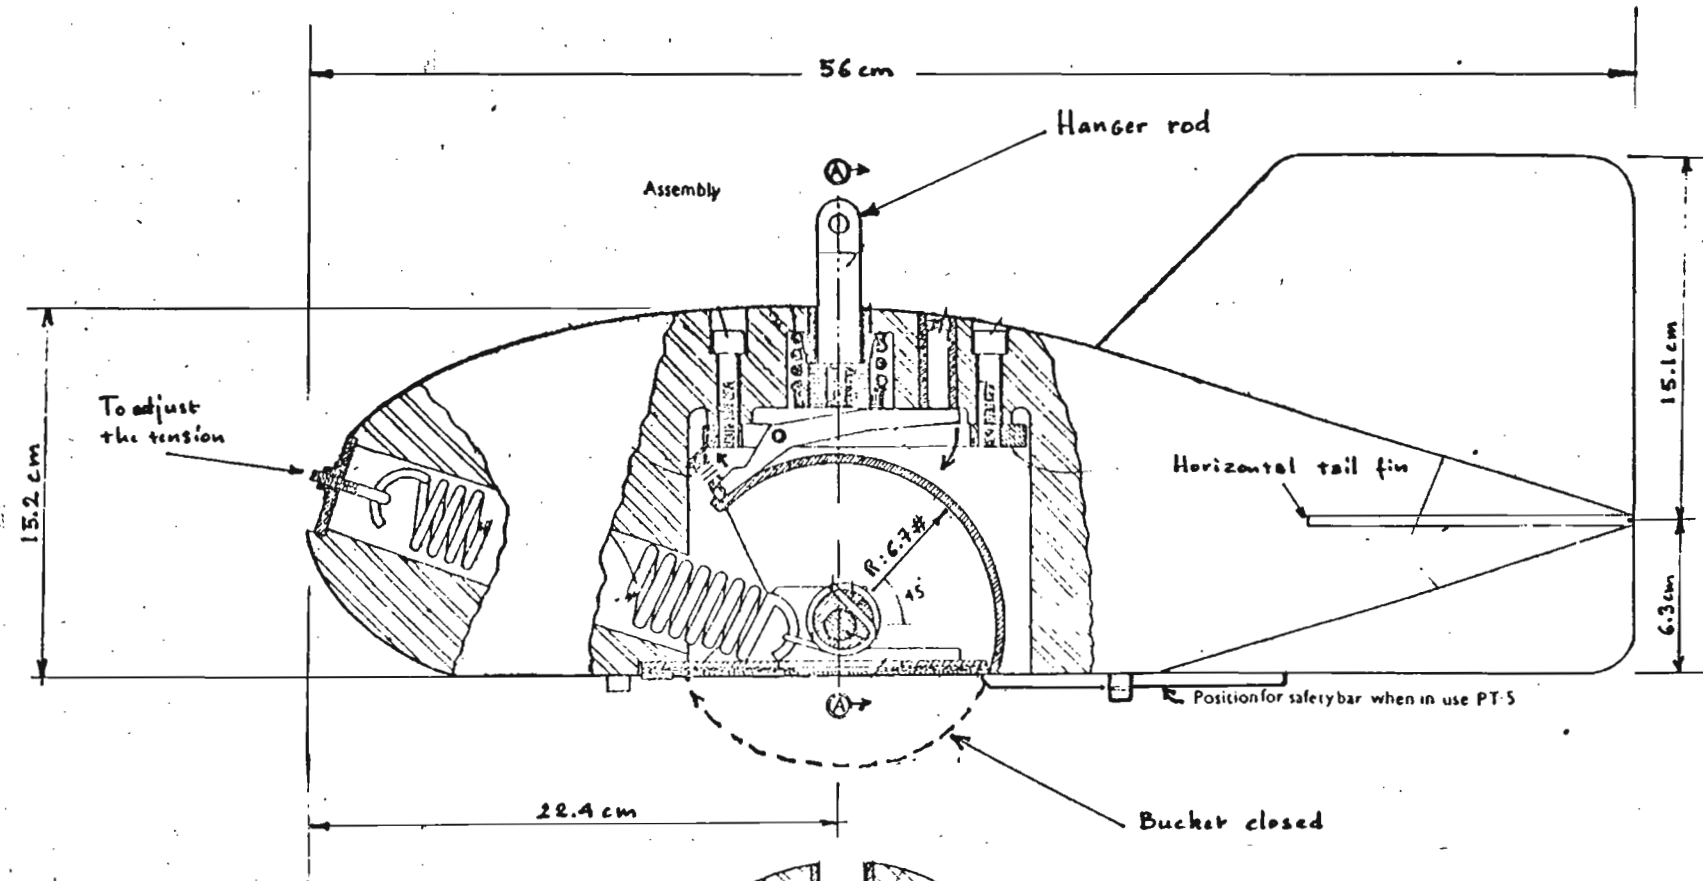 56 cm
Hanger rod
A
Assembly
To adjust
the tension
15.2 cm
15.1 cm
Horizontal tail fin
R: 6.7 #
45°
6.3 cm
A
Position for safety bar when in use PT-5
22.4 cm
Bucket closed